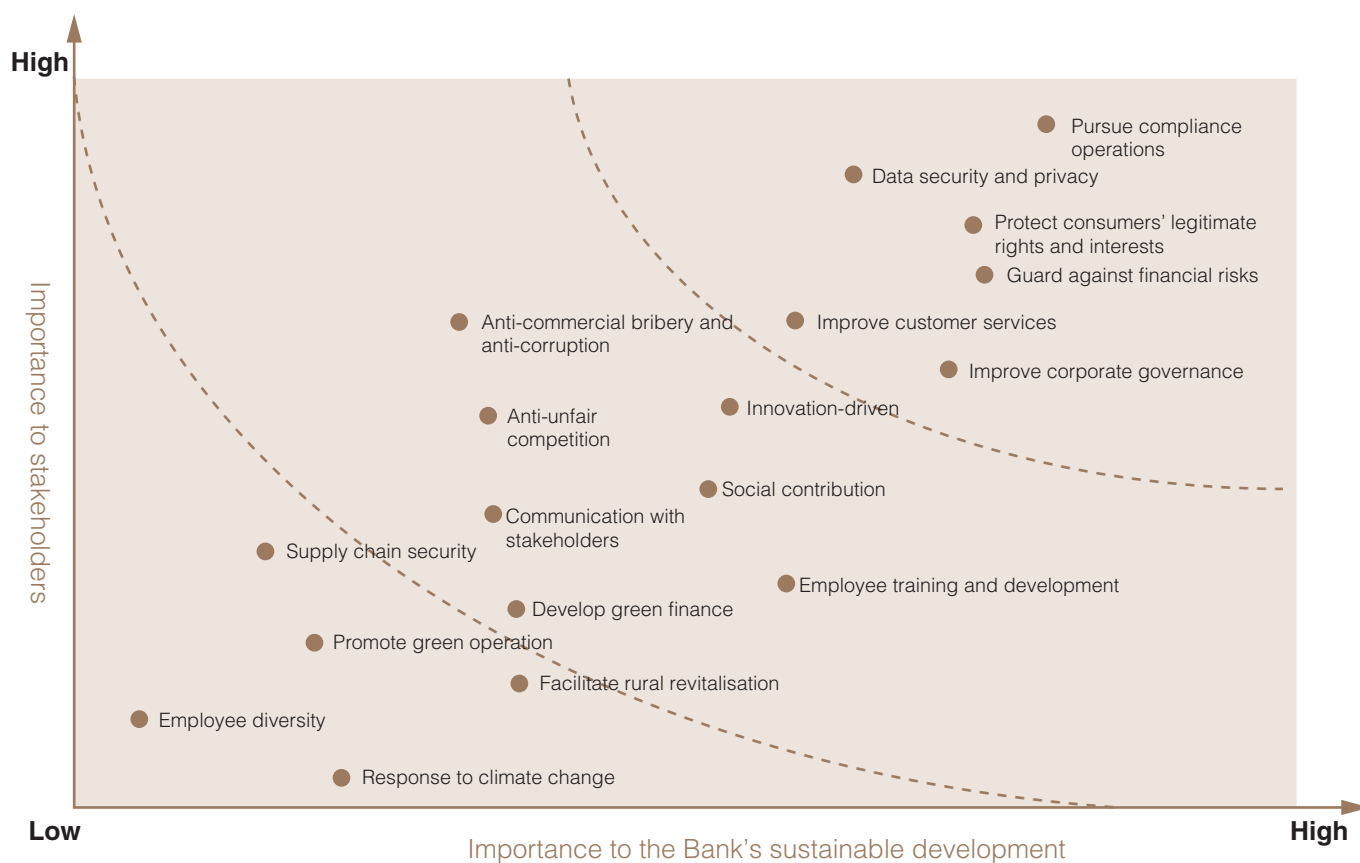 High
Pursue compliance
operations
Data security and privacy
Protect consumers’ legitimate
rights and interests
Guard against financial risks
Anti-commercial bribery and
anti-corruption
Improve customer services
Improve corporate governance
Innovation-driven
Anti-unfair
competition
Social contribution
Communication with
stakeholders
Supply chain security
Employee training and development
Develop green finance
Promote green operation
Facilitate rural revitalisation
Employee diversity
Response to climate change
Importance to stakeholders
Low
High
Importance to the Bank’s sustainable development